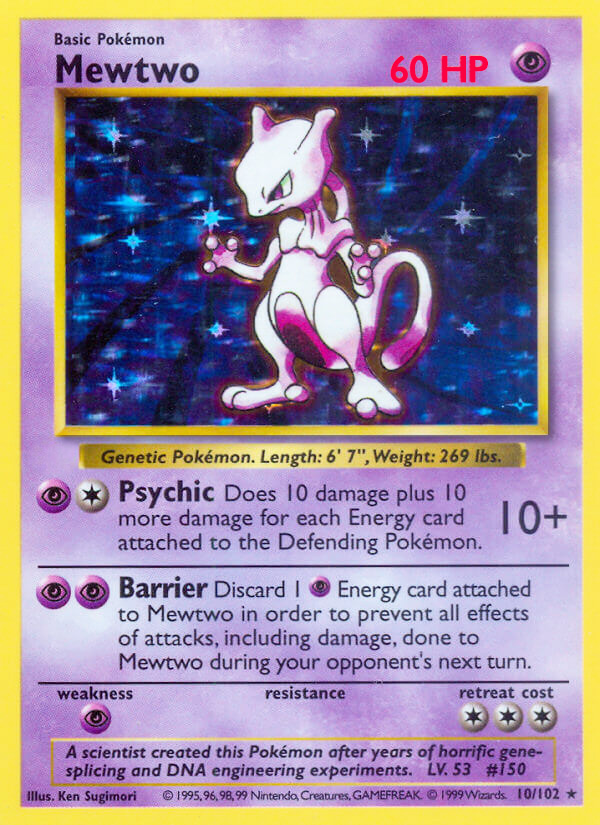 Basic Pokémon
Mewtwo 60 HP
Genetic Pokémon. Length: 6' 7", Weight: 269 lbs.
Psychic Does 10 damage plus 10
more damage for each Energy card
attached to the Defending Pokémon.
10+
Barrier Discard 1 Energy card attached
to Mewtwo in order to prevent all effects
of attacks, including damage, done to
Mewtwo during your opponent's next turn.
weakness resistance retreat cost
A scientist created this Pokémon after years of horrific gene-
splicing and DNA engineering experiments. LV. 53 #150
Illus. Ken Sugimori © 1995, 96, 98, 99 Nintendo, Creatures, GAMEFREAK. © 1999 Wizards. 10/102 ★